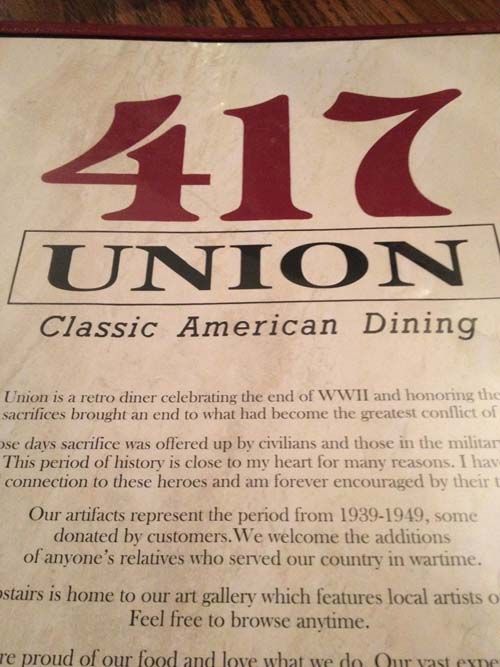 417
UNION
Classic American Dining
Union is a retro diner celebrating the end of WWII and honoring the
sacrifices brought an end to what had become the greatest conflict of
days sacrifice was offered up by civilians and those in the
This period of history is close to my heart for many reasons. I
connection to these heroes and am forever encouraged by their
Our artifacts represent the period from 1939-1949, some
donated by customers.We welcome the additions
of anyone's relatives who served our country in wartime.
is home to our art gallery which features local artists
Feel free to browse anytime.
proud of our food and love what we do. Our vast